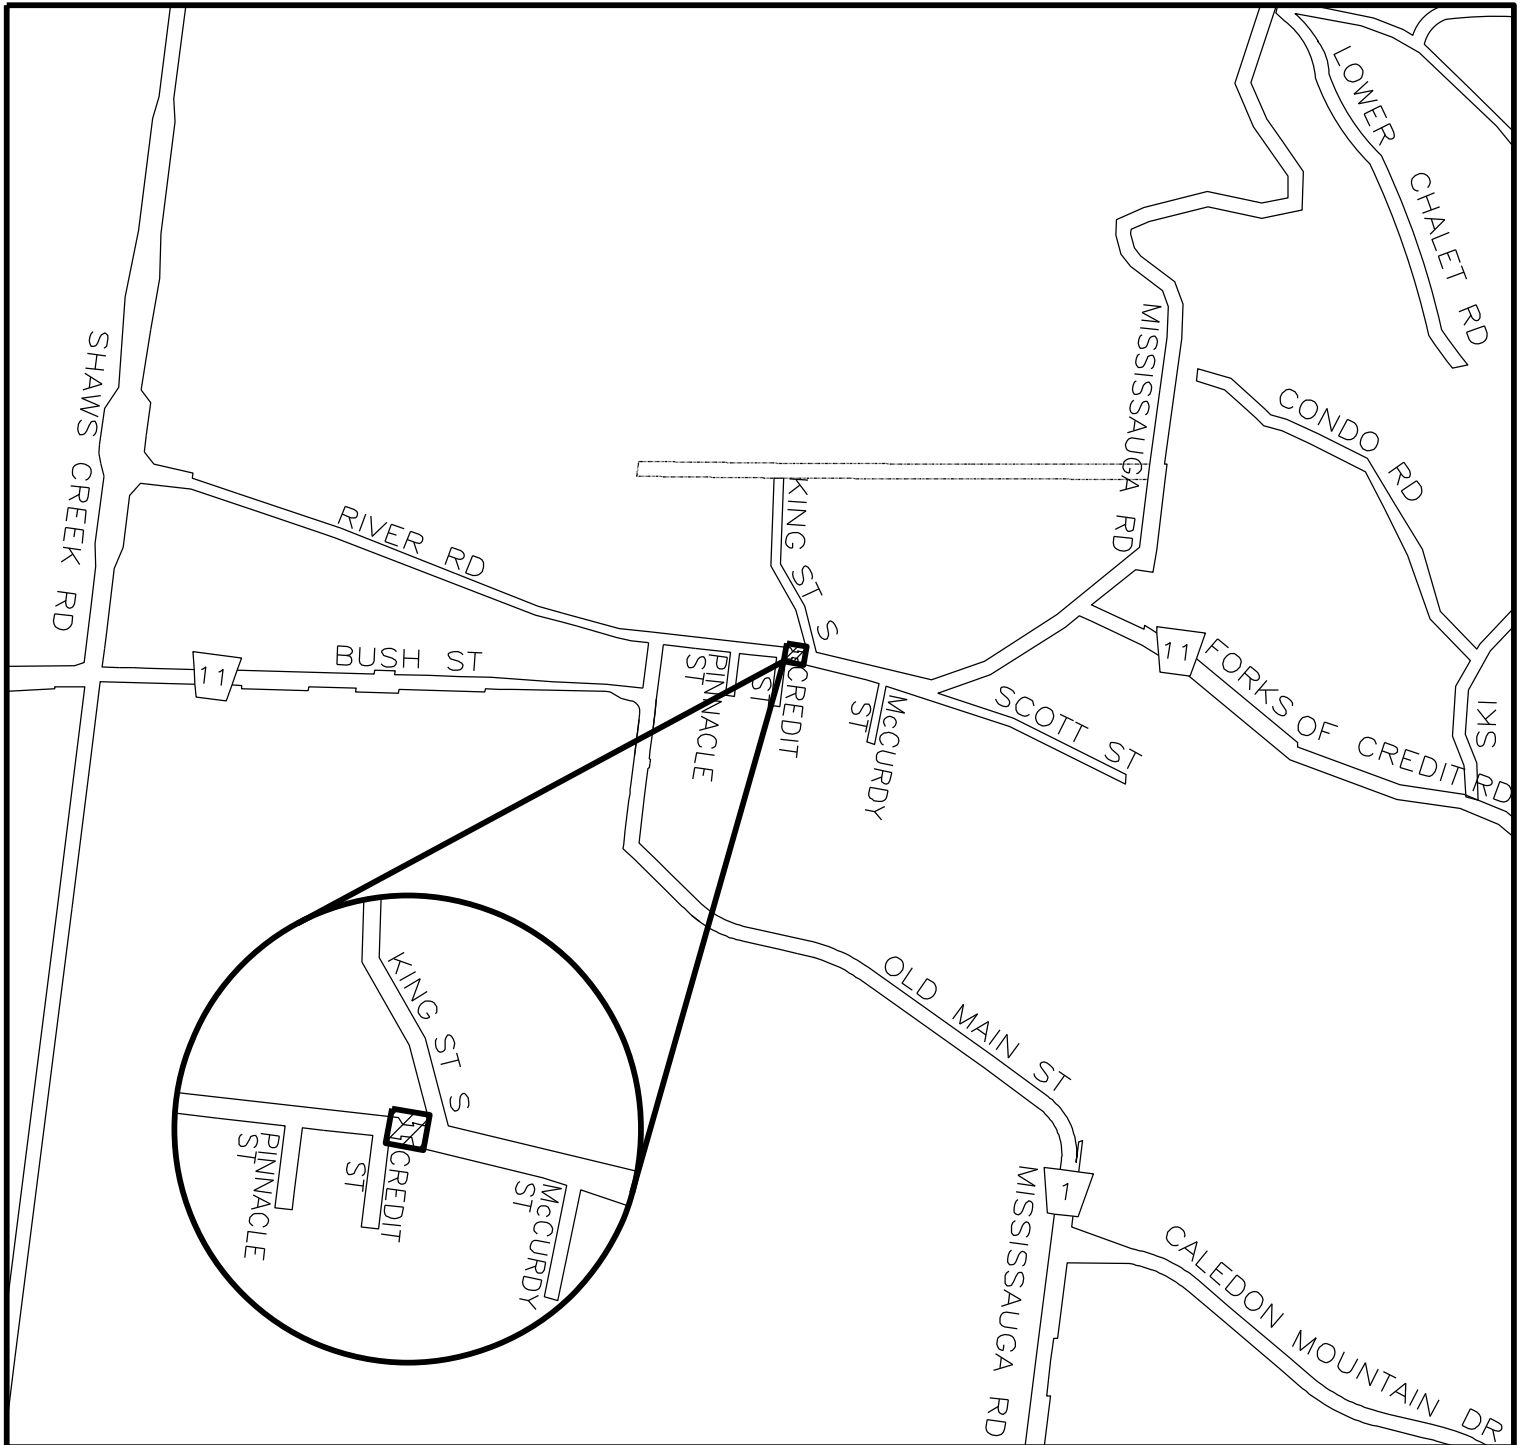 LOWER CHALET RD
MISSISSAUGA RD
SHAWS CREEK RD
CONDO RD
KING ST S
RIVER RD
11
FORKS OF CREDIT RD
SKI
BUSH ST
11
PINNACLE
ST
CREDIT
ST
McCURDY
ST
SCOTT ST
OLD MAIN ST
KING ST S
PINNACLE
ST
CREDIT
ST
McCURDY
ST
1
MISSISSAUGA RD
CALEDON MOUNTAIN DR